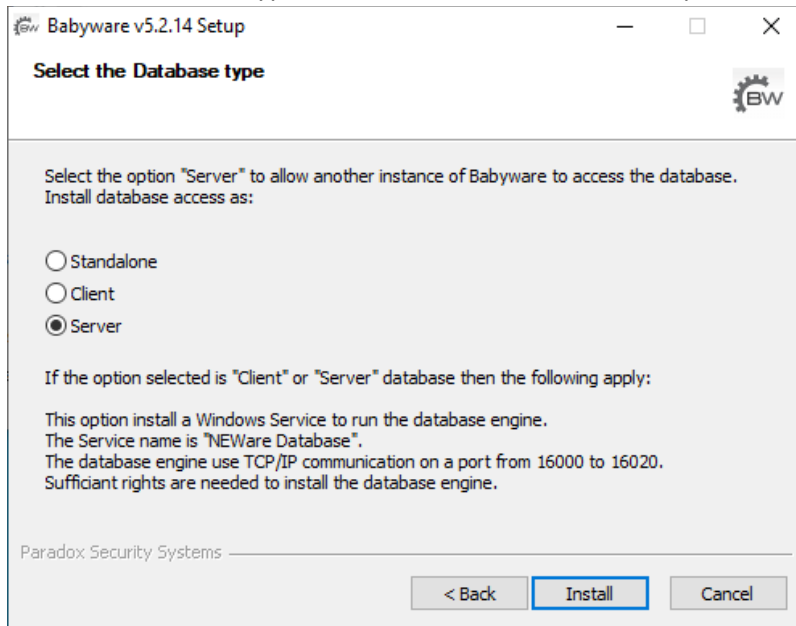 BW Babyware v5.2.14 Setup
Select the Database type
BW
Select the option "Server" to allow another instance of Babyware to access the database.
Install database access as:
Standalone
Client
Server
If the option selected is "Client" or "Server" database then the following apply:
This option install a Windows Service to run the database engine.
The Service name is "NEWare Database".
The database engine use TCP/IP communication on a port from 16000 to 16020.
Sufficiant rights are needed to install the database engine.
Paradox Security Systems
< Back Install Cancel